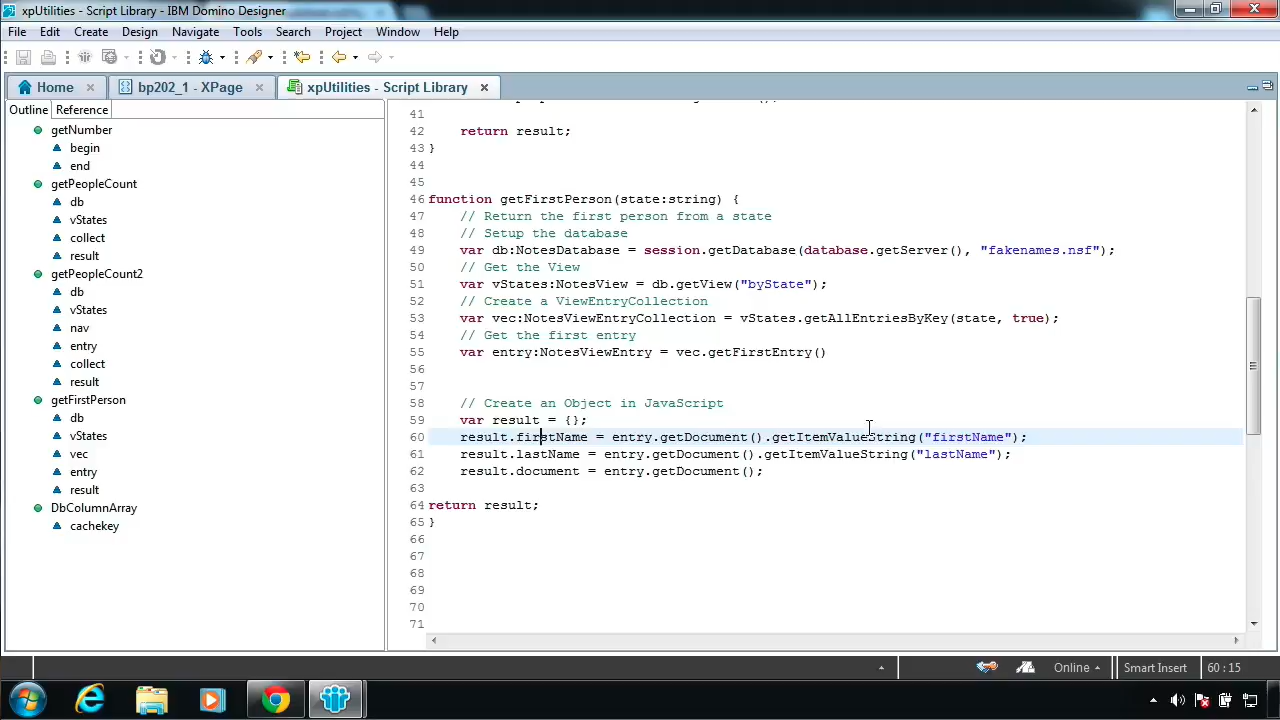 xpUtilities - Script Library - IBM Domino Designer
File Edit Create Design Navigate Tools Search Project Window Help
Home bp202_1 - XPage xpUtilities - Script Library
Outline Reference
getNumber
begin
end
getPeopleCount
db
vStates
collect
result
getPeopleCount2
db
vStates
nav
entry
collect
result
getFirstPerson
db
vStates
vec
entry
result
DbColumnArray
cachekey
41
42 return result;
43 }
44
45
46 function getFirstPerson(state:string) {
47 // Return the first person from a state
48 // Setup the database
49 var db:NotesDatabase = session.getDatabase(database.getServer(), "fakenames.nsf");
50 // Get the View
51 var vStates:NotesView = db.getView("byState");
52 // Create a ViewEntryCollection
53 var vec:NotesViewEntryCollection = vStates.getAllEntriesByKey(state, true);
54 // Get the first entry
55 var entry:NotesViewEntry = vec.getFirstEntry()
56
57
58 // Create an Object in JavaScript
59 var result = {};
60 result.firstName = entry.getDocument().getItemValueString("firstName");
61 result.lastName = entry.getDocument().getItemValueString("lastName");
62 result.document = entry.getDocument();
63
64 return result;
65 }
66
67
68
69
70
71
Online Smart Insert 60 : 15